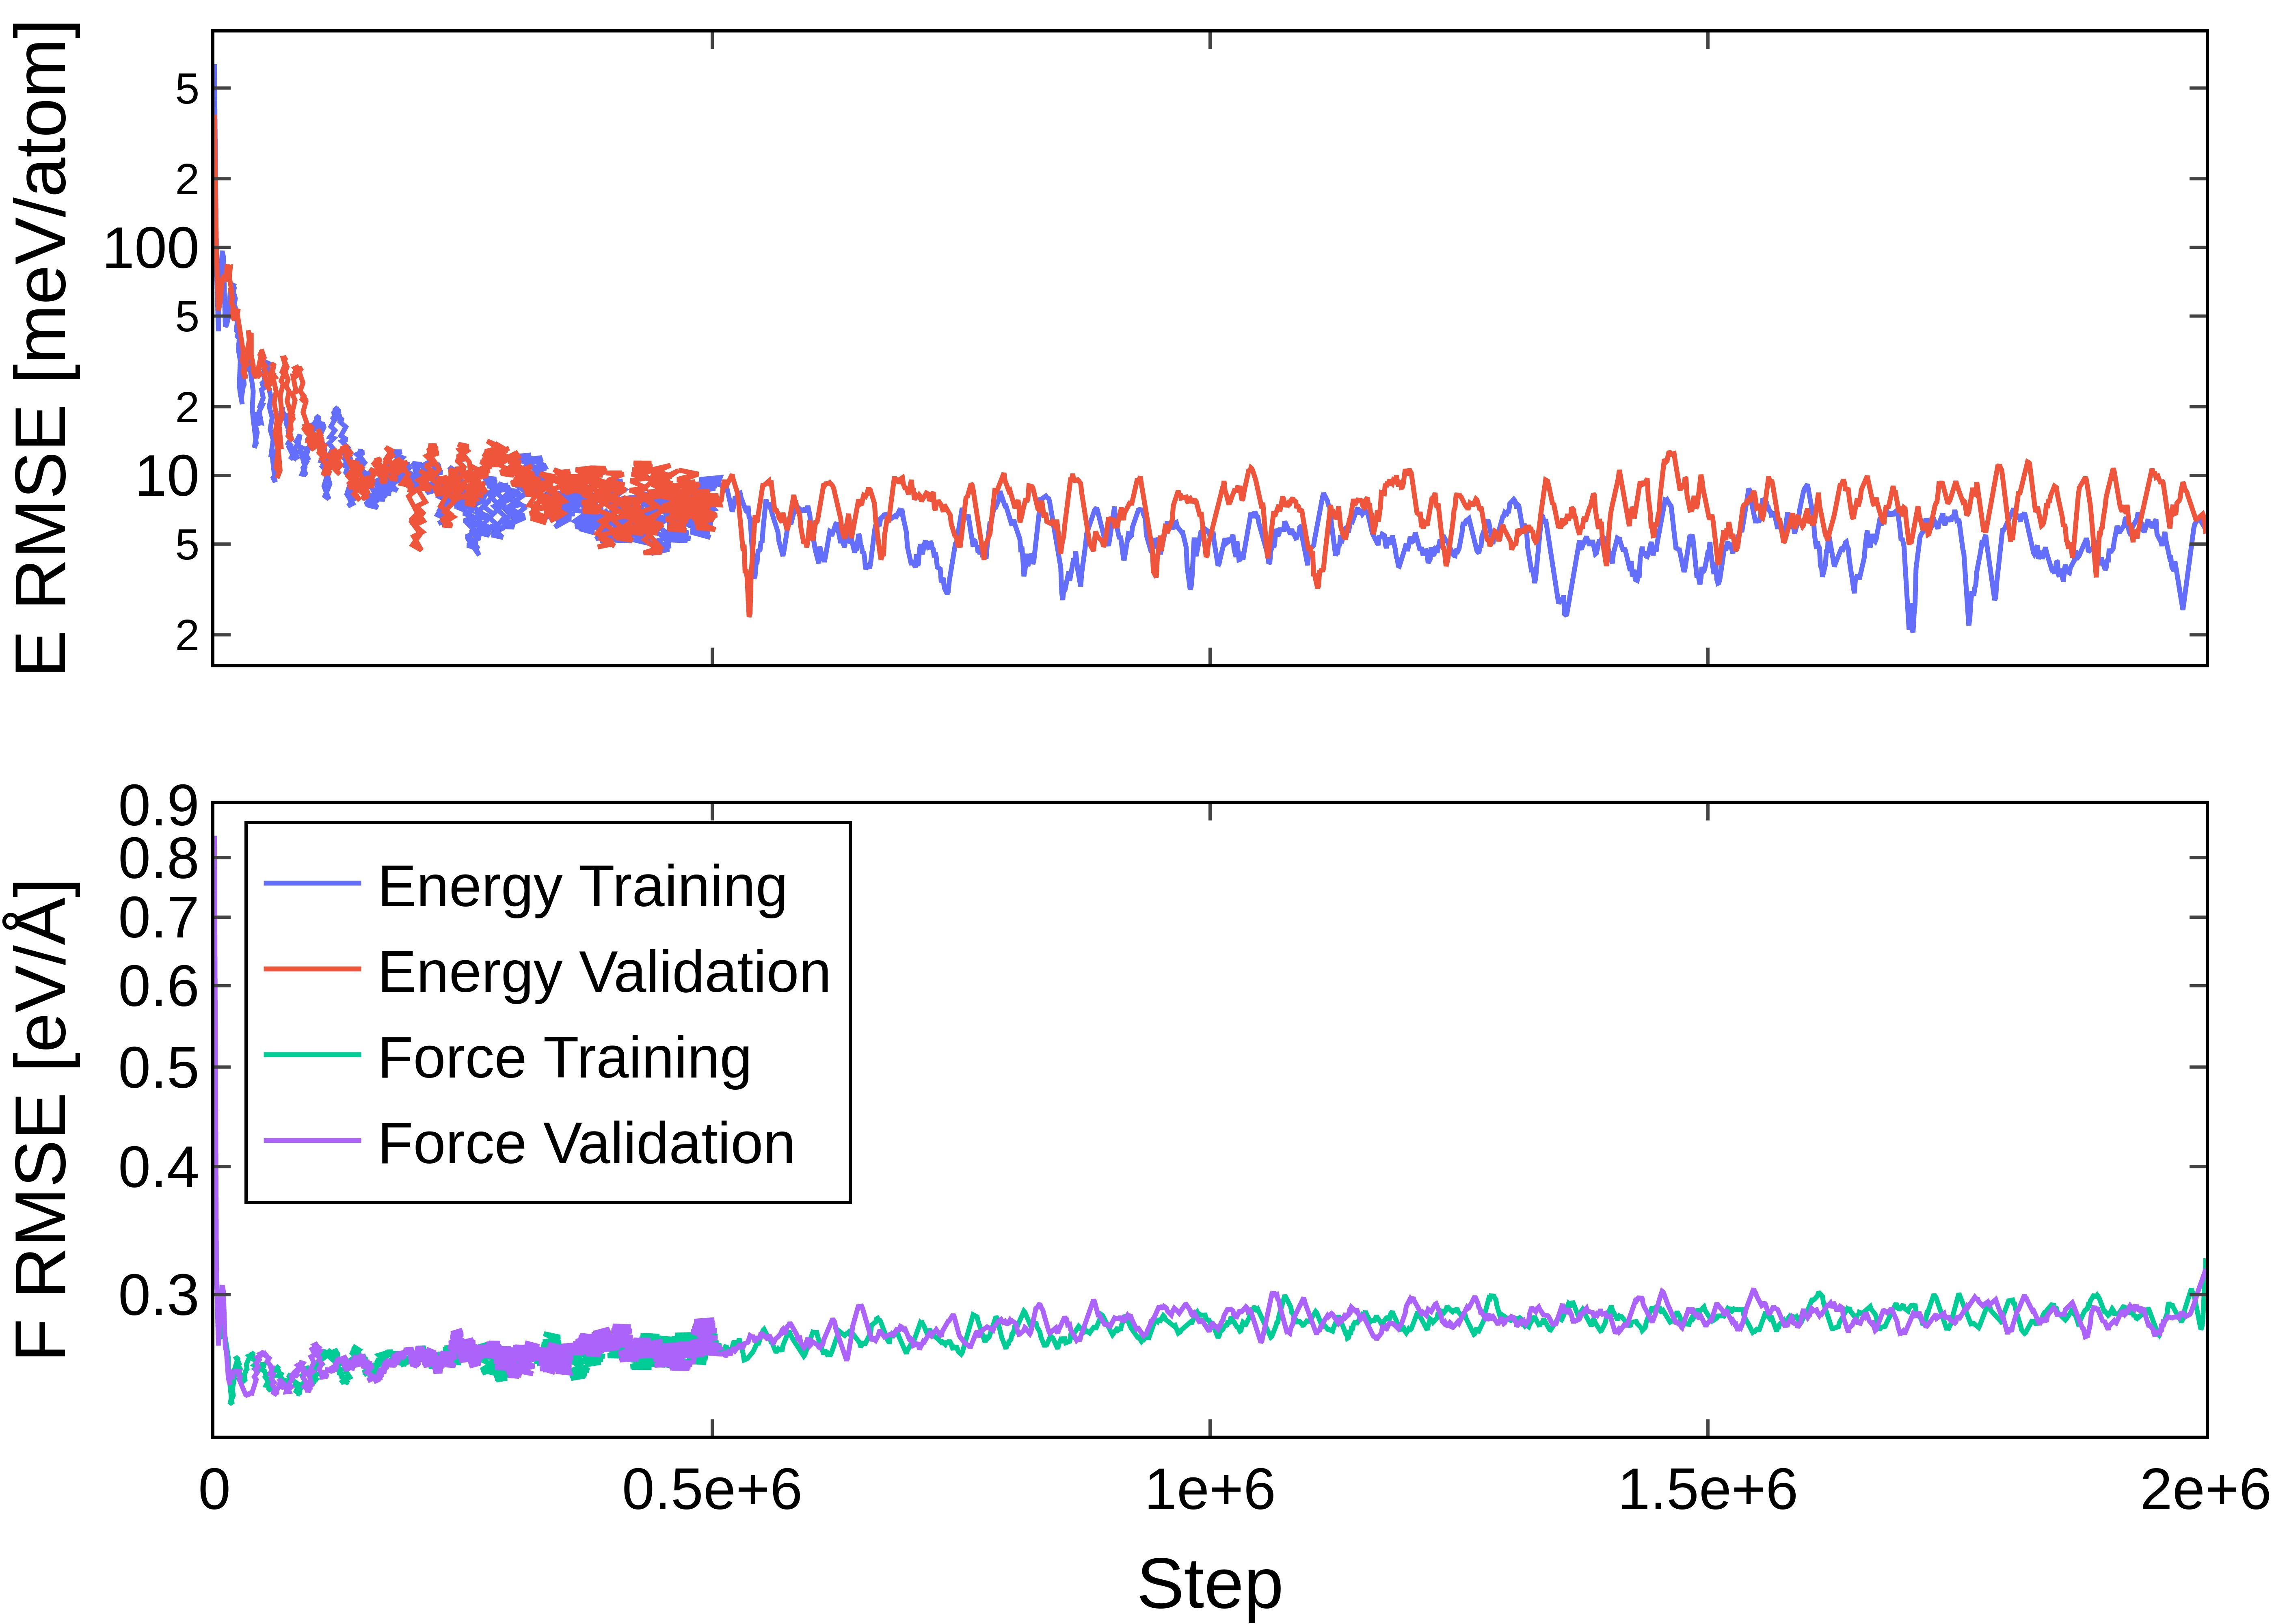 E RMSE [meV/atom]
5
2
100
5
2
10
5
2
F RMSE [eV/Å]
0.9
0.8
0.7
0.6
0.5
0.4
0.3
Energy Training
Energy Validation
Force Training
Force Validation
0 0.5e+6 1e+6 1.5e+6 2e+6
Step